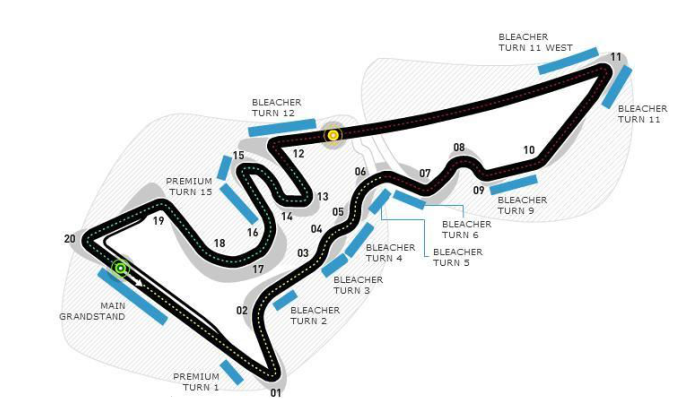 BLEACHER
TURN 11 WEST
11
BLEACHER
TURN 12
BLEACHER
TURN 11
12
08
10
15
06
07
PREMIUM
TURN 15
09
BLEACHER
TURN 9
13
14
05
19
16
04
BLEACHER
TURN 6
20
18
03
BLEACHER
TURN 4
BLEACHER
TURN 5
17
BLEACHER
TURN 3
MAIN
GRANDSTAND
02
BLEACHER
TURN 2
PREMIUM
TURN 1
01